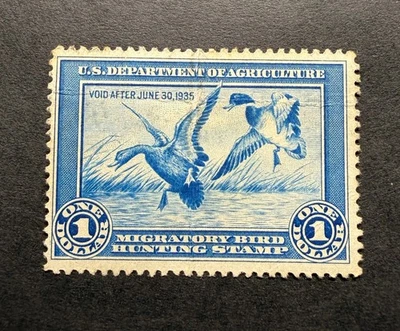 U.S. DEPARTMENT OF AGRICULTURE
VOID AFTER JUNE 30, 1935
ONE
1
DOLLAR
ONE
1
DOLLAR
MIGRATORY BIRD
HUNTING STAMP